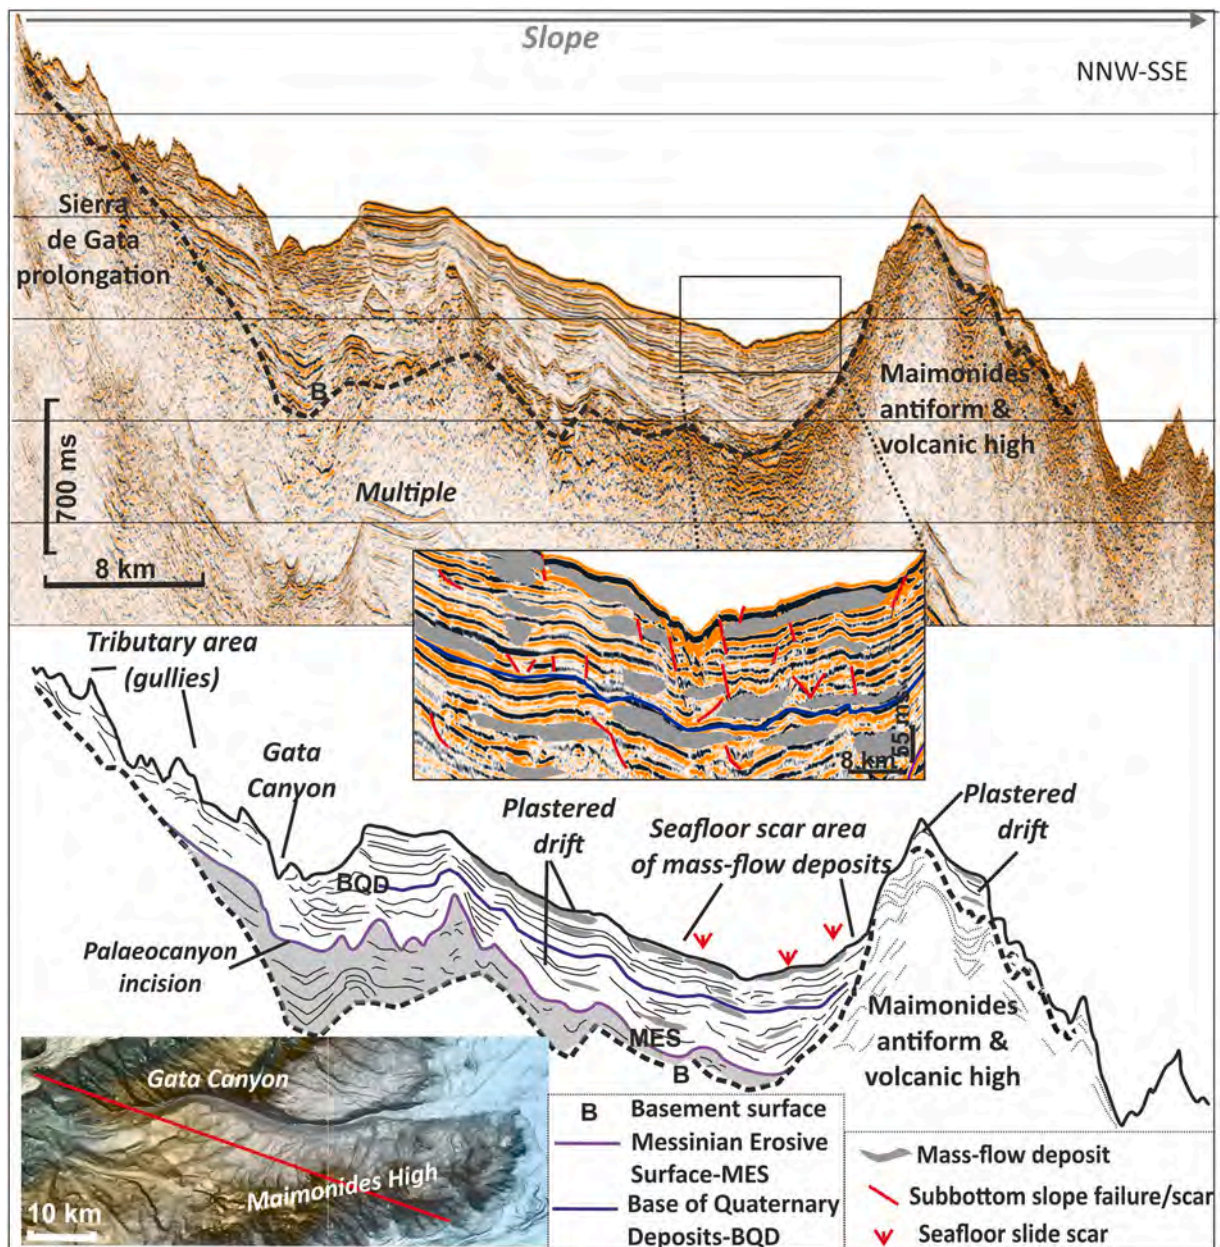 Slope
NNW-SSE
Sierra
de Gata
prolongation
B
Maimonides
antiform &
volcanic high
700 ms
Multiple
8 km
55 ms
8 km
Tributary area
(gullies)
Gata
Canyon
Plastered
drift
Seafloor scar area
of mass-flow deposits
Plastered
drift
BQD
Palaeocanyon
incision
MES
B
Maimonides
antiform &
volcanic high
Gata Canyon
Maimonides High
10 km
B Basement surface
Messinian Erosive
Surface-MES
Base of Quaternary
Deposits-BQD
Mass-flow deposit
Subbottom slope failure/scar
Seafloor slide scar